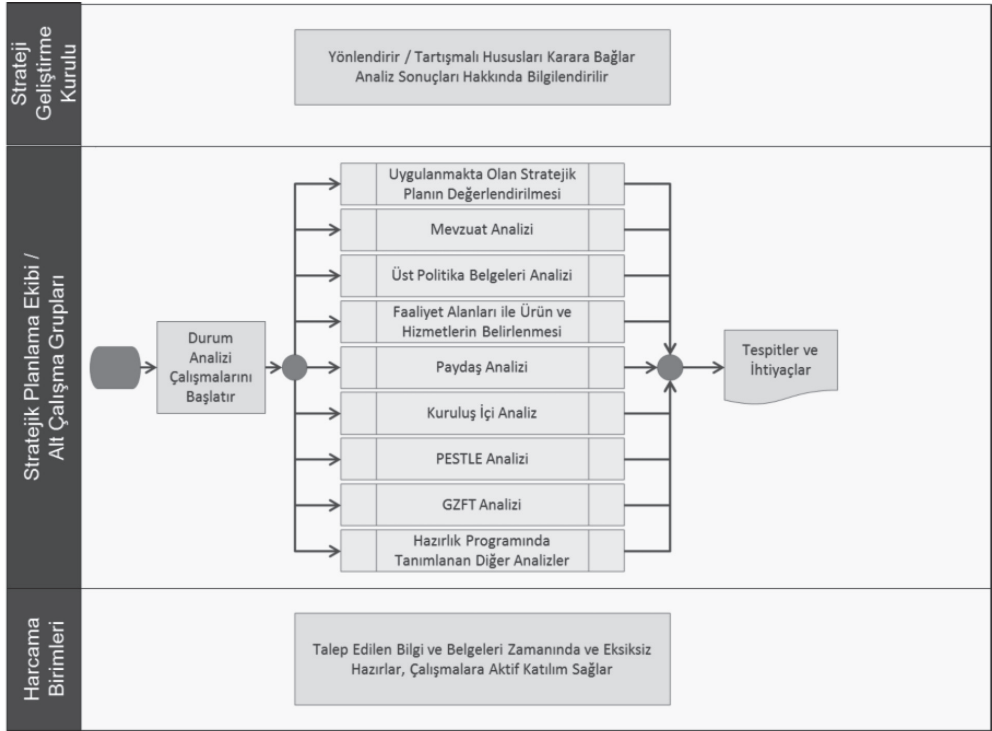 Strateji
Geliştirme
Kurulu
Yönlendirir / Tartışmalı Hususları Karara Bağlar
Analiz Sonuçları Hakkında Bilgilendirilir
Stratejik Planlama Ekibi /
Alt Çalışma Grupları
Durum
Analizi
Çalışmalarını
Başlatır
Uygulanmakta Olan Stratejik
Planın Değerlendirilmesi
Mevzuat Analizi
Üst Politika Belgeleri Analizi
Faaliyet Alanları ile Ürün ve
Hizmetlerin Belirlenmesi
Paydaş Analizi
Kuruluş İçi Analiz
PESTLE Analizi
GZFT Analizi
Hazırlık Programında
Tanımlanan Diğer Analizler
Tespitler ve
İhtiyaçlar
Harcama
Birimleri
Talep Edilen Bilgi ve Belgeleri Zamanında ve Eksiksiz
Hazırlar, Çalışmalara Aktif Katılım Sağlar